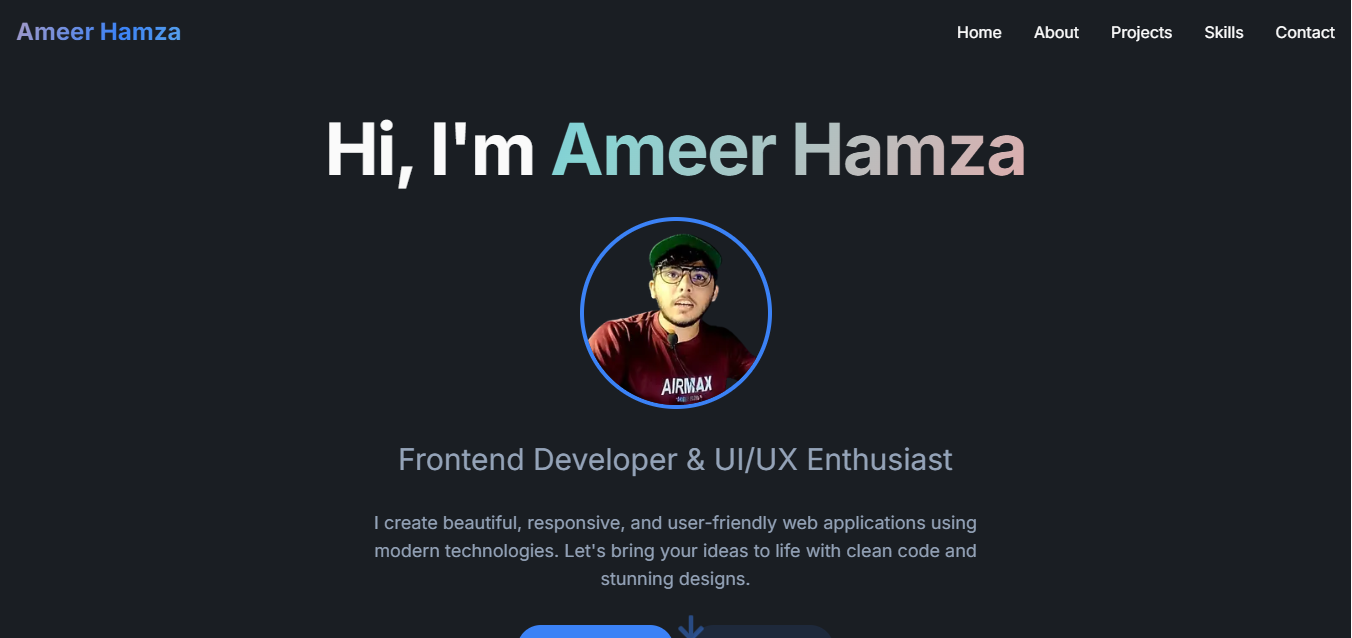 Ameer Hamza
Home About Projects Skills Contact
Hi, I'm Ameer Hamza
AIRMAX
Frontend Developer & UI/UX Enthusiast
I create beautiful, responsive, and user-friendly web applications using
modern technologies. Let's bring your ideas to life with clean code and
stunning designs.